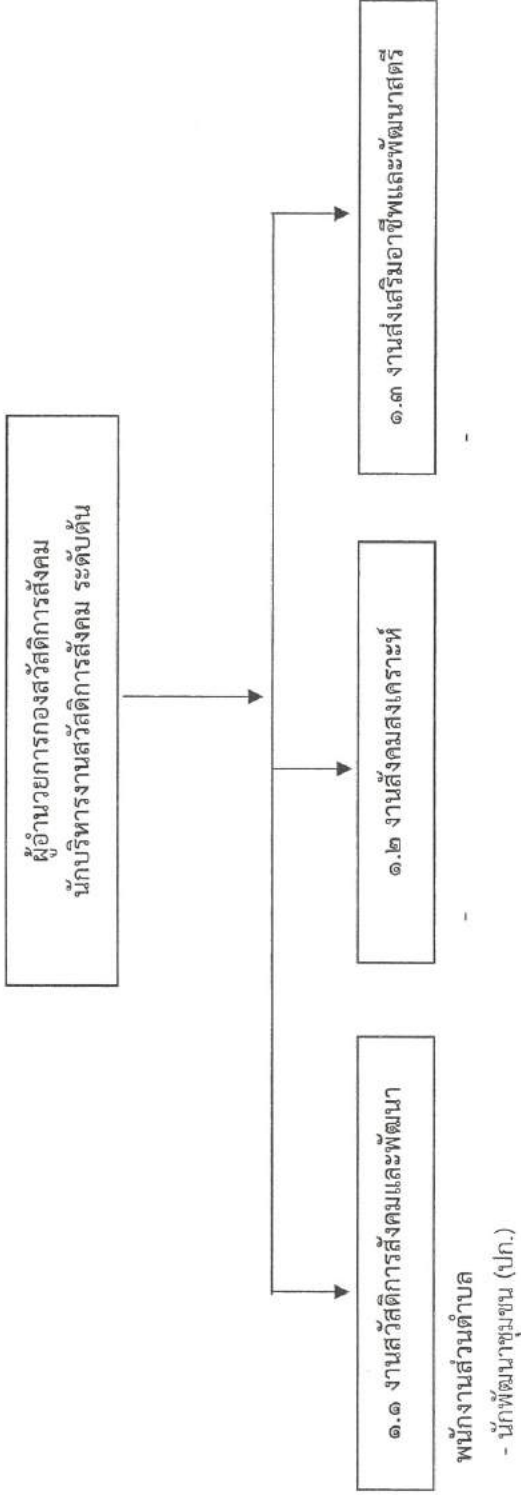 ผู้อำนวยการกองสวัสดิการสังคม
นักบริหารงานสวัสดิการสังคม ระดับต้น
๑.๑ งานสวัสดิการสังคมและพัฒนา
พนักงานส่วนตำบล
- นักพัฒนาชุมชน (ปก.)
๑.๒ งานสังคมสงเคราะห์
-
๑.๓ งานส่งเสริมอาชีพและพัฒนาสตรี
-